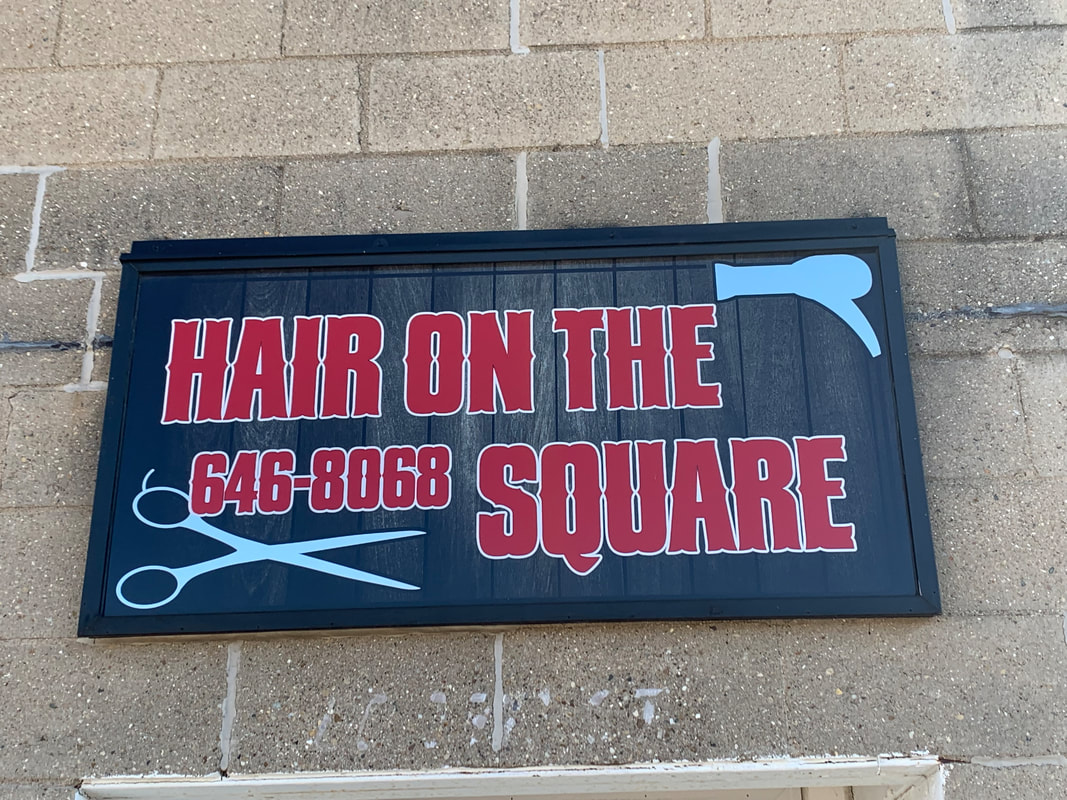 HAIR ON THE
646-8068 SQUARE